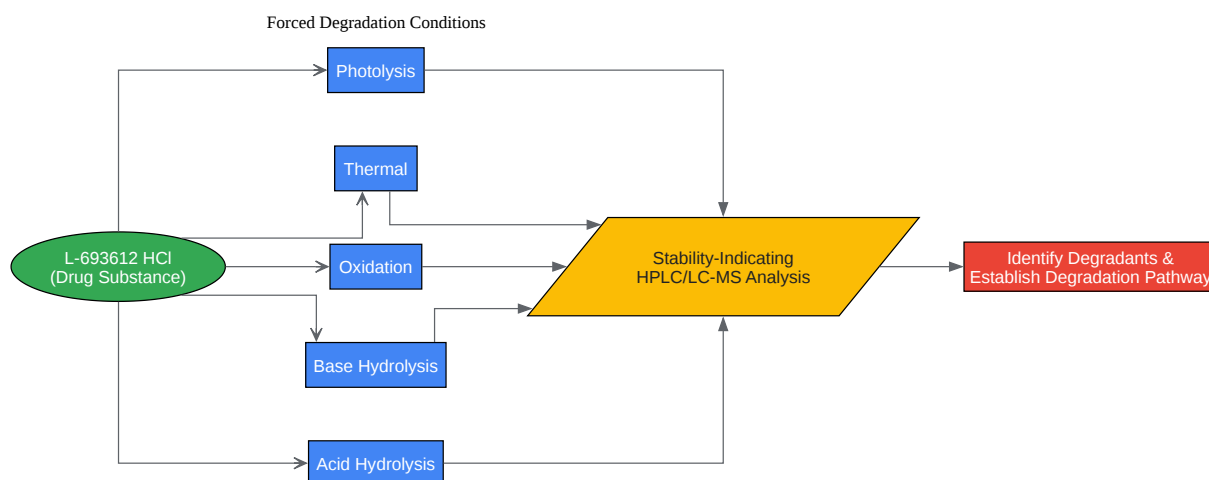 Forced Degradation Conditions
Photolysis
Thermal
L-693612 HCl
(Drug Substance)
Oxidation
Stability-Indicating
HPLC/LC-MS Analysis
Identify Degradants &
Establish Degradation Pathway
Base Hydrolysis
Acid Hydrolysis